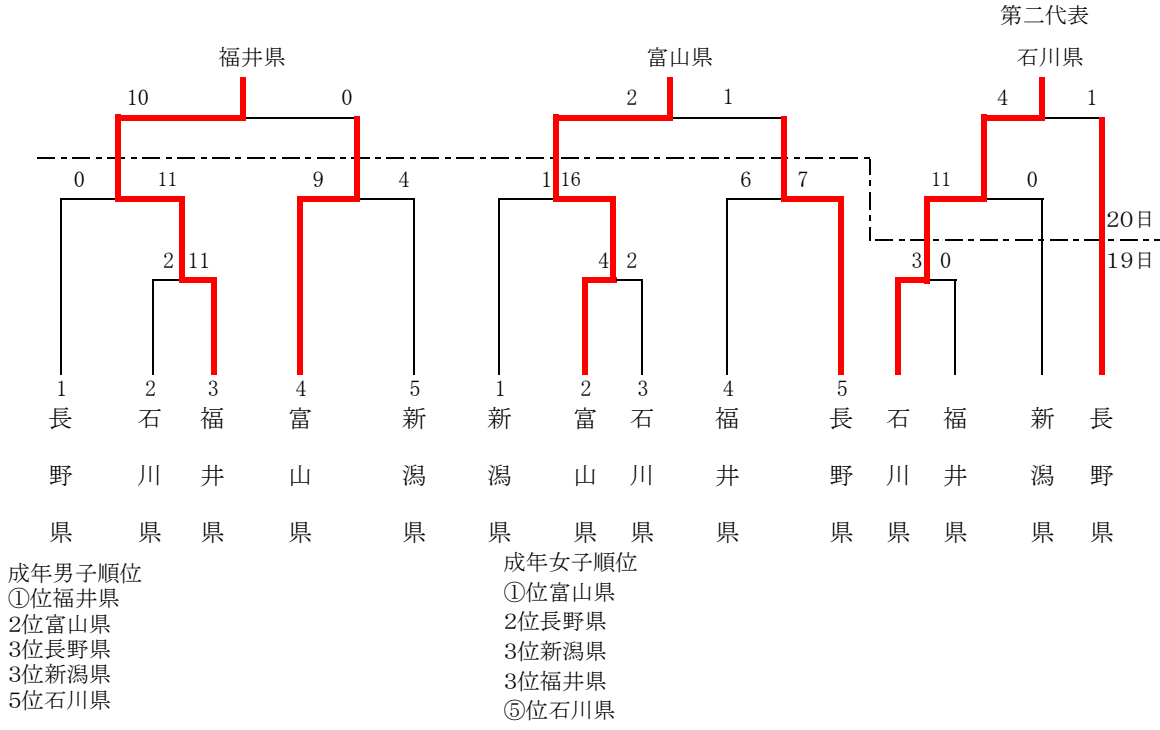 第二代表
福井県 富山県 石川県
10 0 2 1 4 1
0 11 9 4 1 16 6 7 11 0
20日
2 11 4 2 3 0 19日
1 2 3 4 5 1 2 3 4 5
長野県 石川県 福井県 富山県 新潟県 新潟県 富山県 石川県 福井県 長野県 石川県 福井県 新潟県 長野県
成年男子順位
①位福井県
2位富山県
3位長野県
3位新潟県
5位石川県
成年女子順位
①位富山県
2位長野県
3位新潟県
3位福井県
⑤位石川県